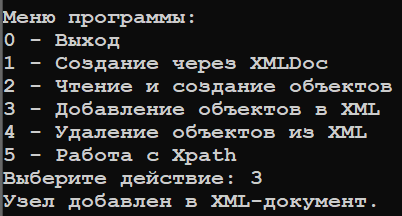 Меню программы:
0 - Выход
1 - Создание через XMLDoc
2 - Чтение и создание объектов
3 - Добавление объектов в XML
4 - Удаление объектов из XML
5 - Работа с Xpath
Выберите действие: 3
Узел добавлен в XML-документ.